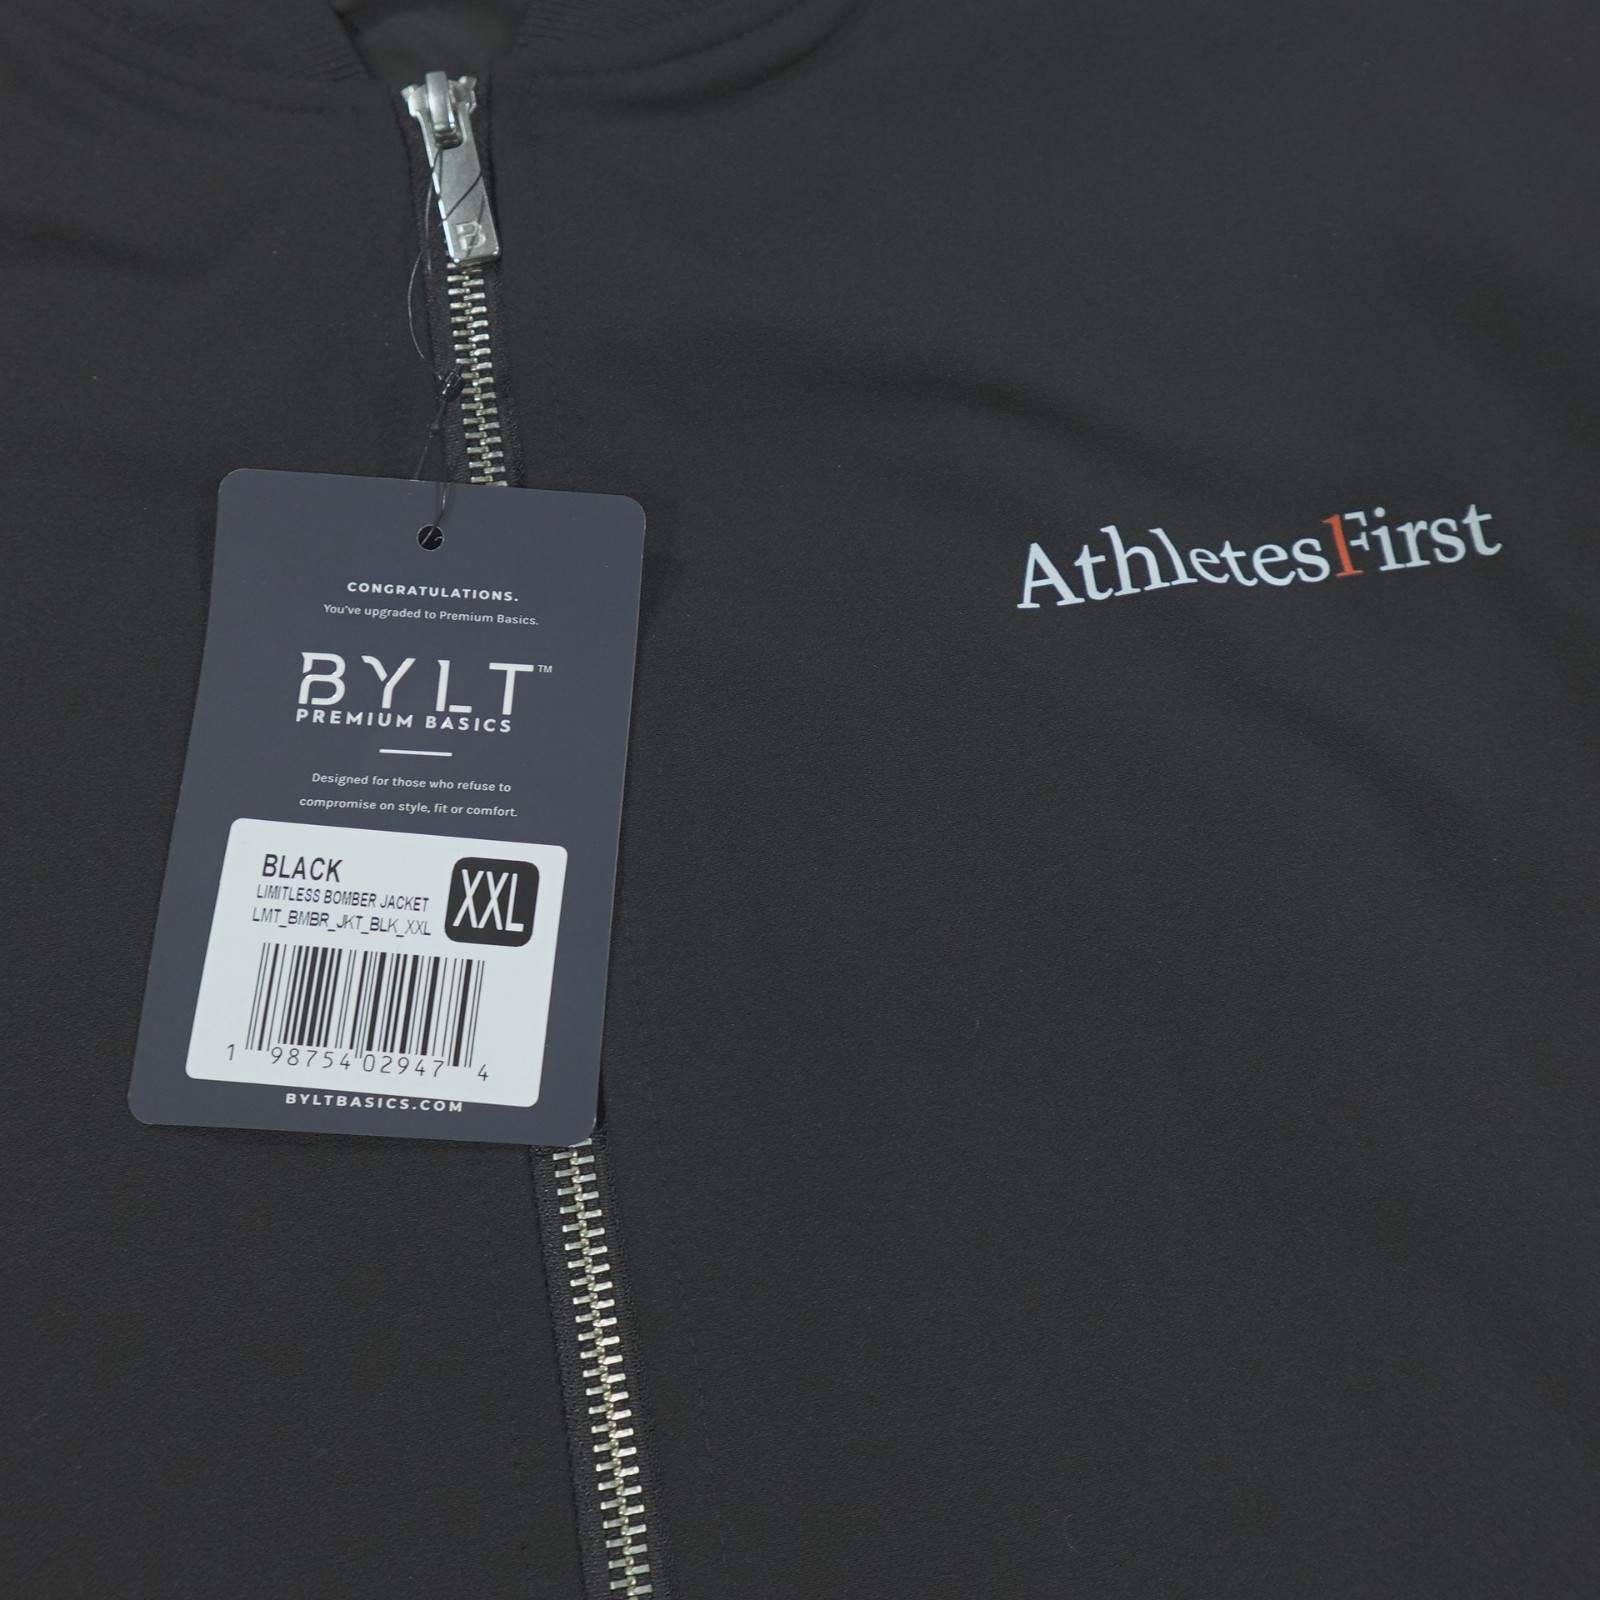 B
CONGRATULATIONS.
You've upgraded to Premium Basics.
BYLT™
PREMIUM BASICS
Designed for those who refuse to
compromise on style, fit or comfort.
BLACK
LIMITLESS BOMBER JACKET
LMT_BMBR_JKT_BLK_XXL
XXL
1 98754 02947 4
BYLTBASICS.COM
AthletesFirst